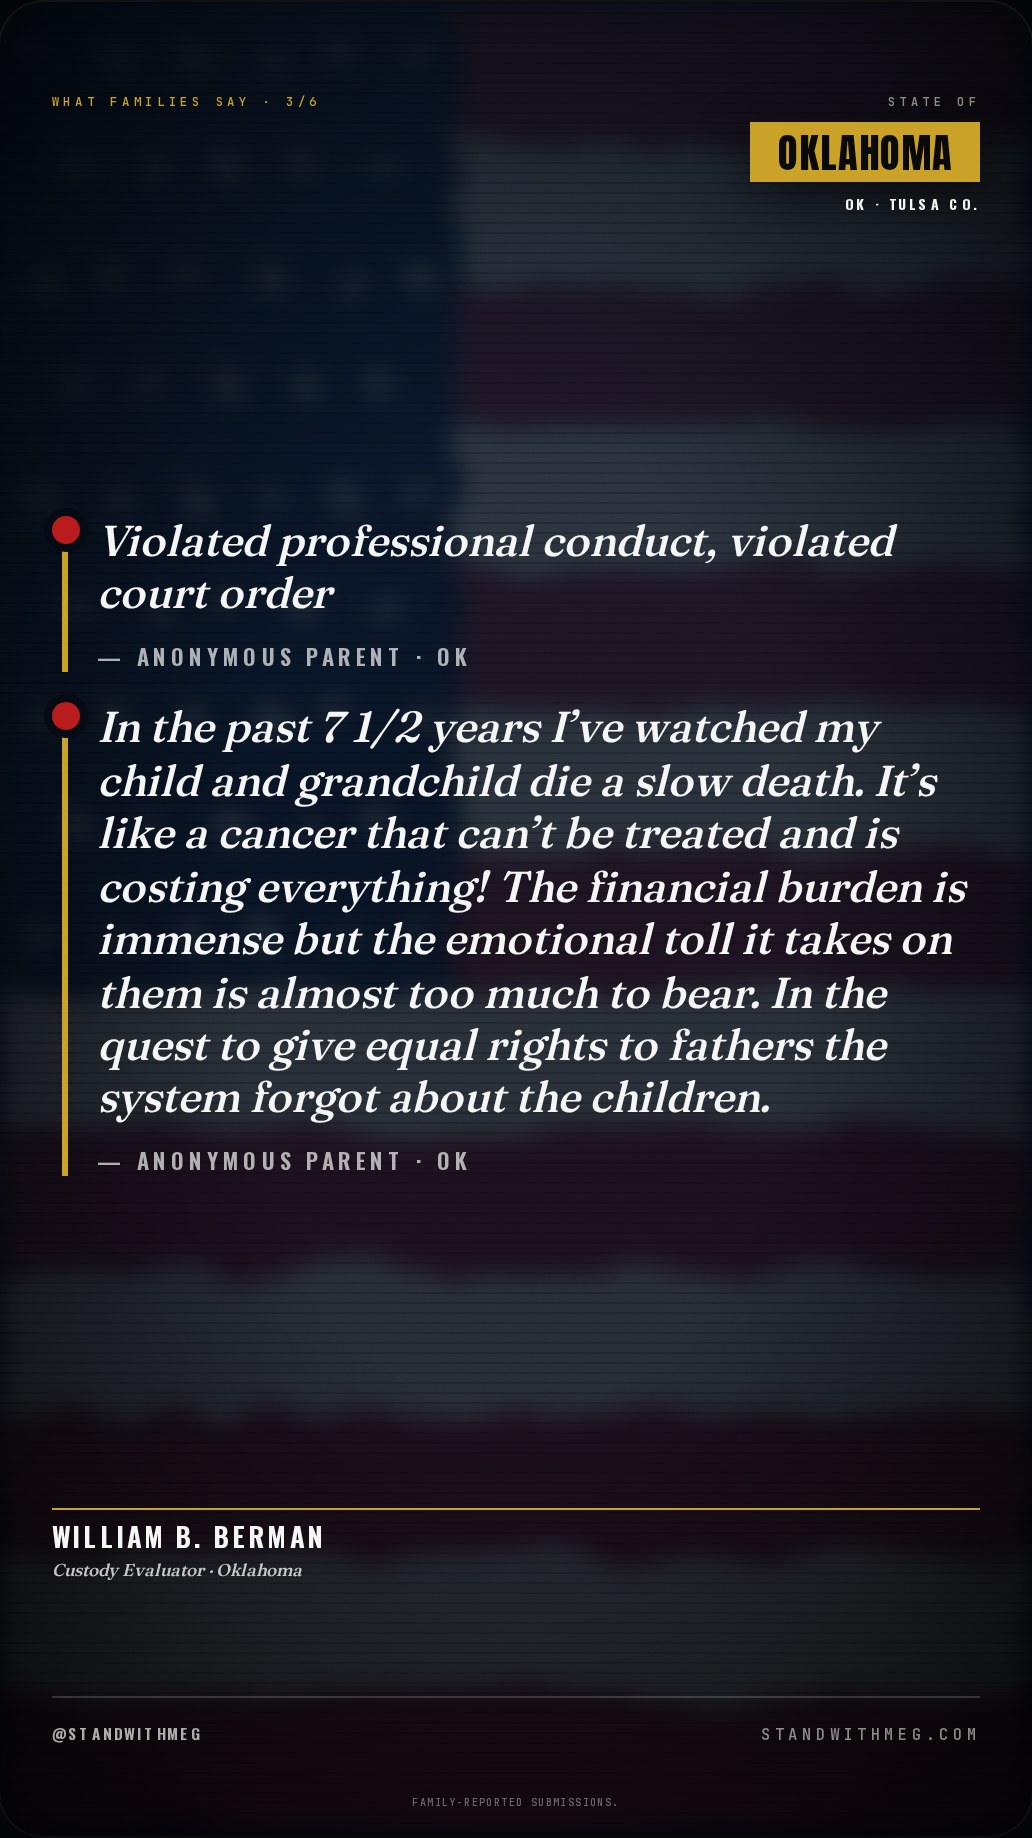 WHAT FAMILIES SAY · 3/6
STATE OF
OKLAHOMA
OK · TULSA CO.
Violated professional conduct, violated
court order
— ANONYMOUS PARENT · OK
In the past 7 1/2 years I’ve watched my
child and grandchild die a slow death. It’s
like a cancer that can’t be treated and is
costing everything! The financial burden is
immense but the emotional toll it takes on
them is almost too much to bear. In the
quest to give equal rights to fathers the
system forgot about the children.
— ANONYMOUS PARENT · OK
WILLIAM B. BERMAN
Custody Evaluator · Oklahoma
@STANDWITHMEG
STANDWITHMEG.COM
FAMILY-REPORTED SUBMISSIONS.